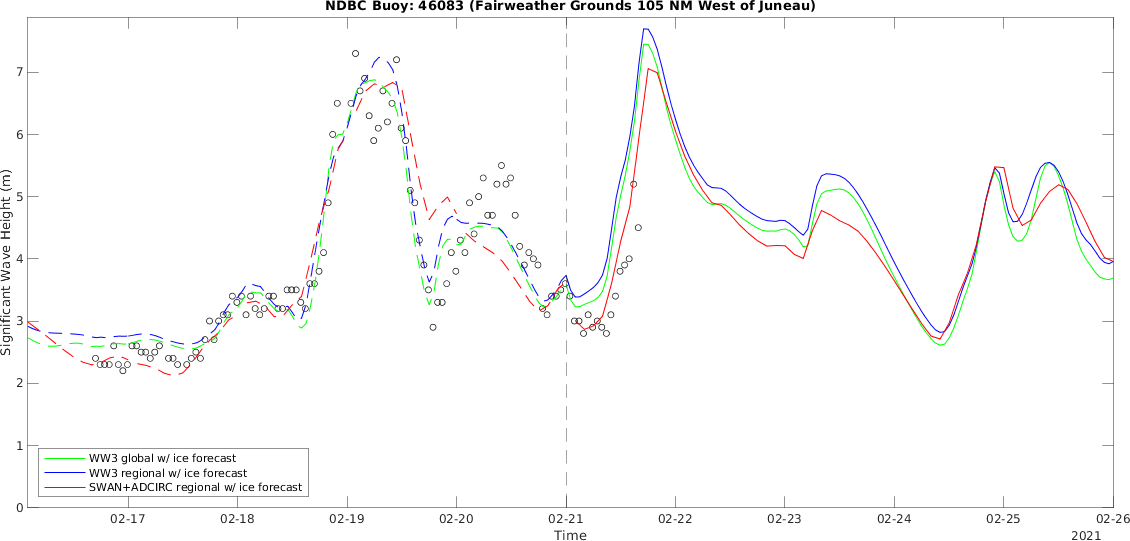 NDBC Buoy: 46083 (Fairweather Grounds 105 NM West of Juneau)
Significant Wave Height (m)
7
6
5
4
3
2
1
0
WW3 global w/ ice forecast
WW3 regional w/ ice forecast
SWAN+ADCIRC regional w/ ice forecast
02-17 02-18 02-19 02-20 02-21 02-22 02-23 02-24 02-25 02-26
Time
2021